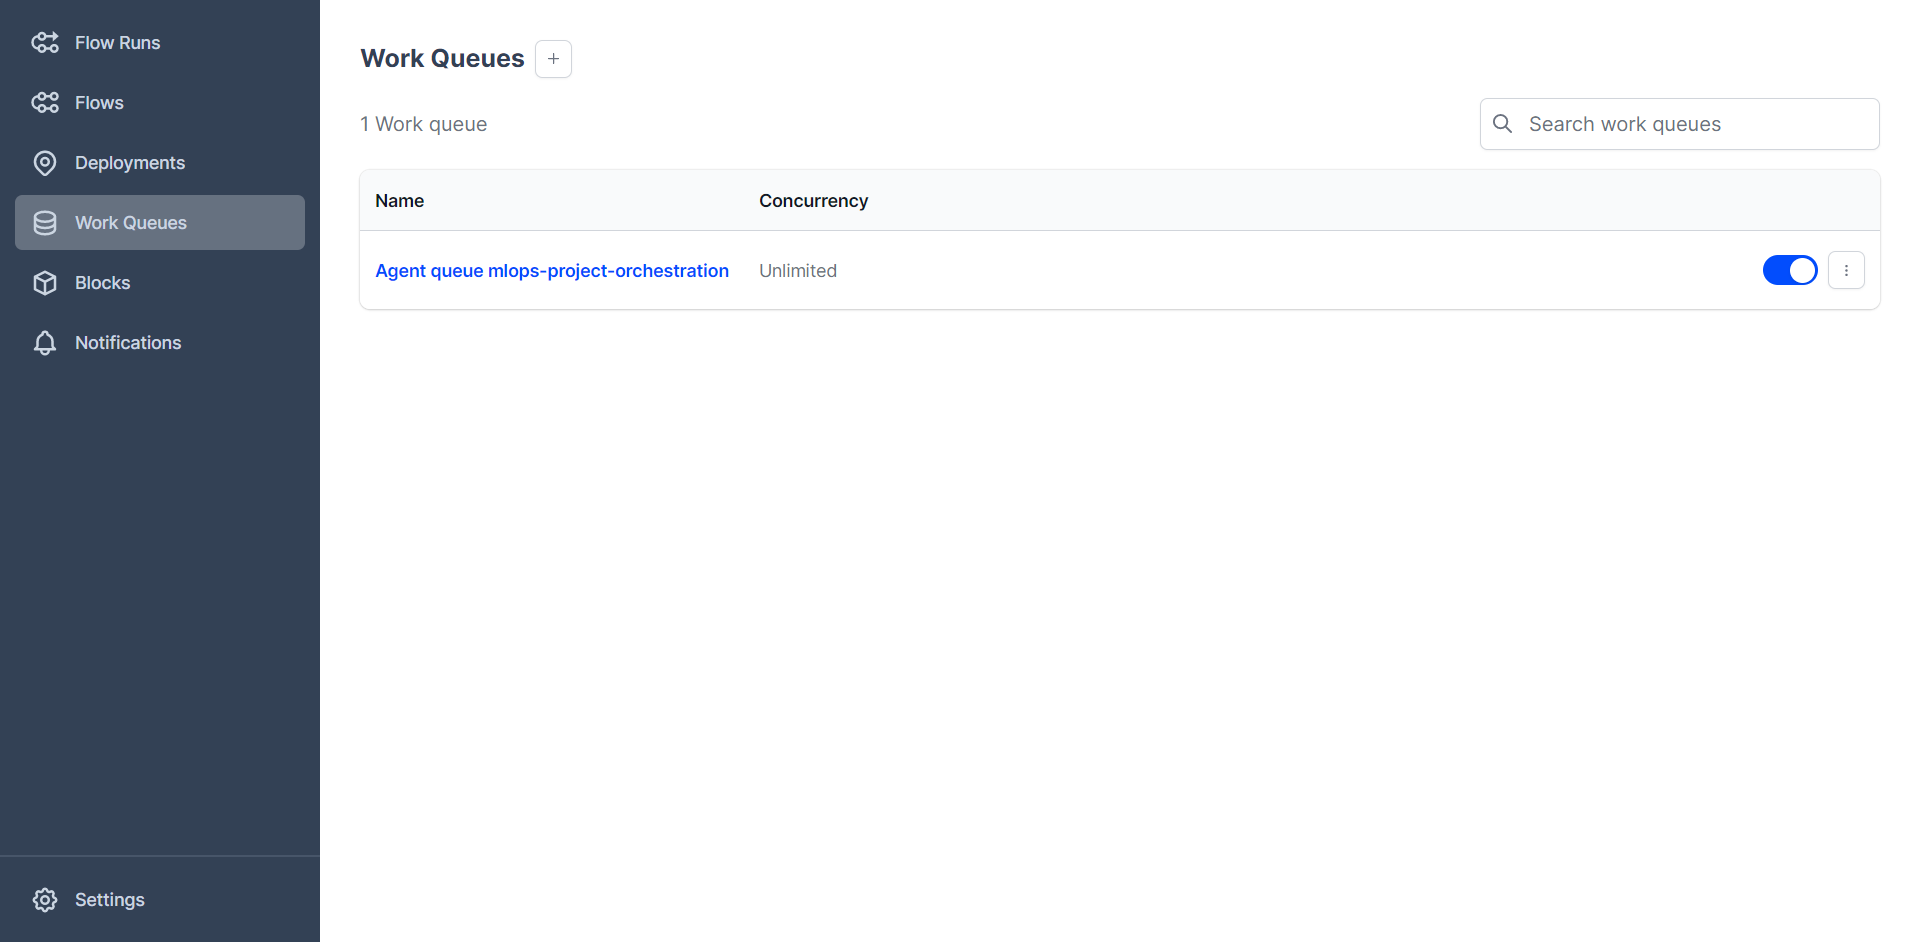 Flow Runs
Flows
Deployments
Work Queues
Blocks
Notifications
Settings
Work Queues
1 Work queue
Search work queues
Name Concurrency
Agent queue mlops-project-orchestration Unlimited